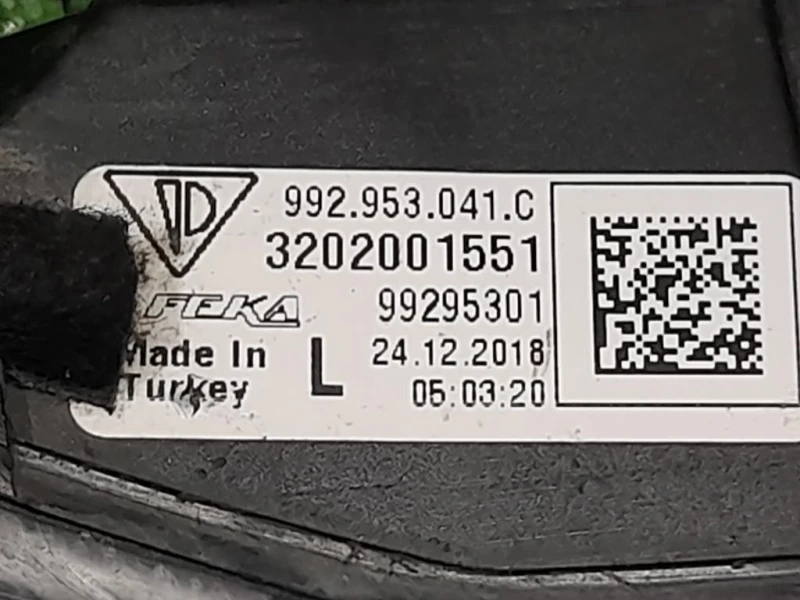 992.953.041.C
3202001551
FEKA 99295301
Made In L 24.12.2018
Turkey 05:03:20